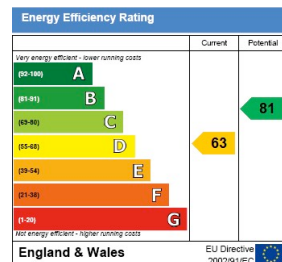 Energy Efficiency Rating
Current Potential
Very energy efficient - lower running costs
(92-100) A
(81-91) B
81
(69-80) C
(55-68) D
63
(39-54) E
(21-38) F
(1-20) G
Not energy efficient - higher running costs
England & Wales
EU Directive
2002/91/EC